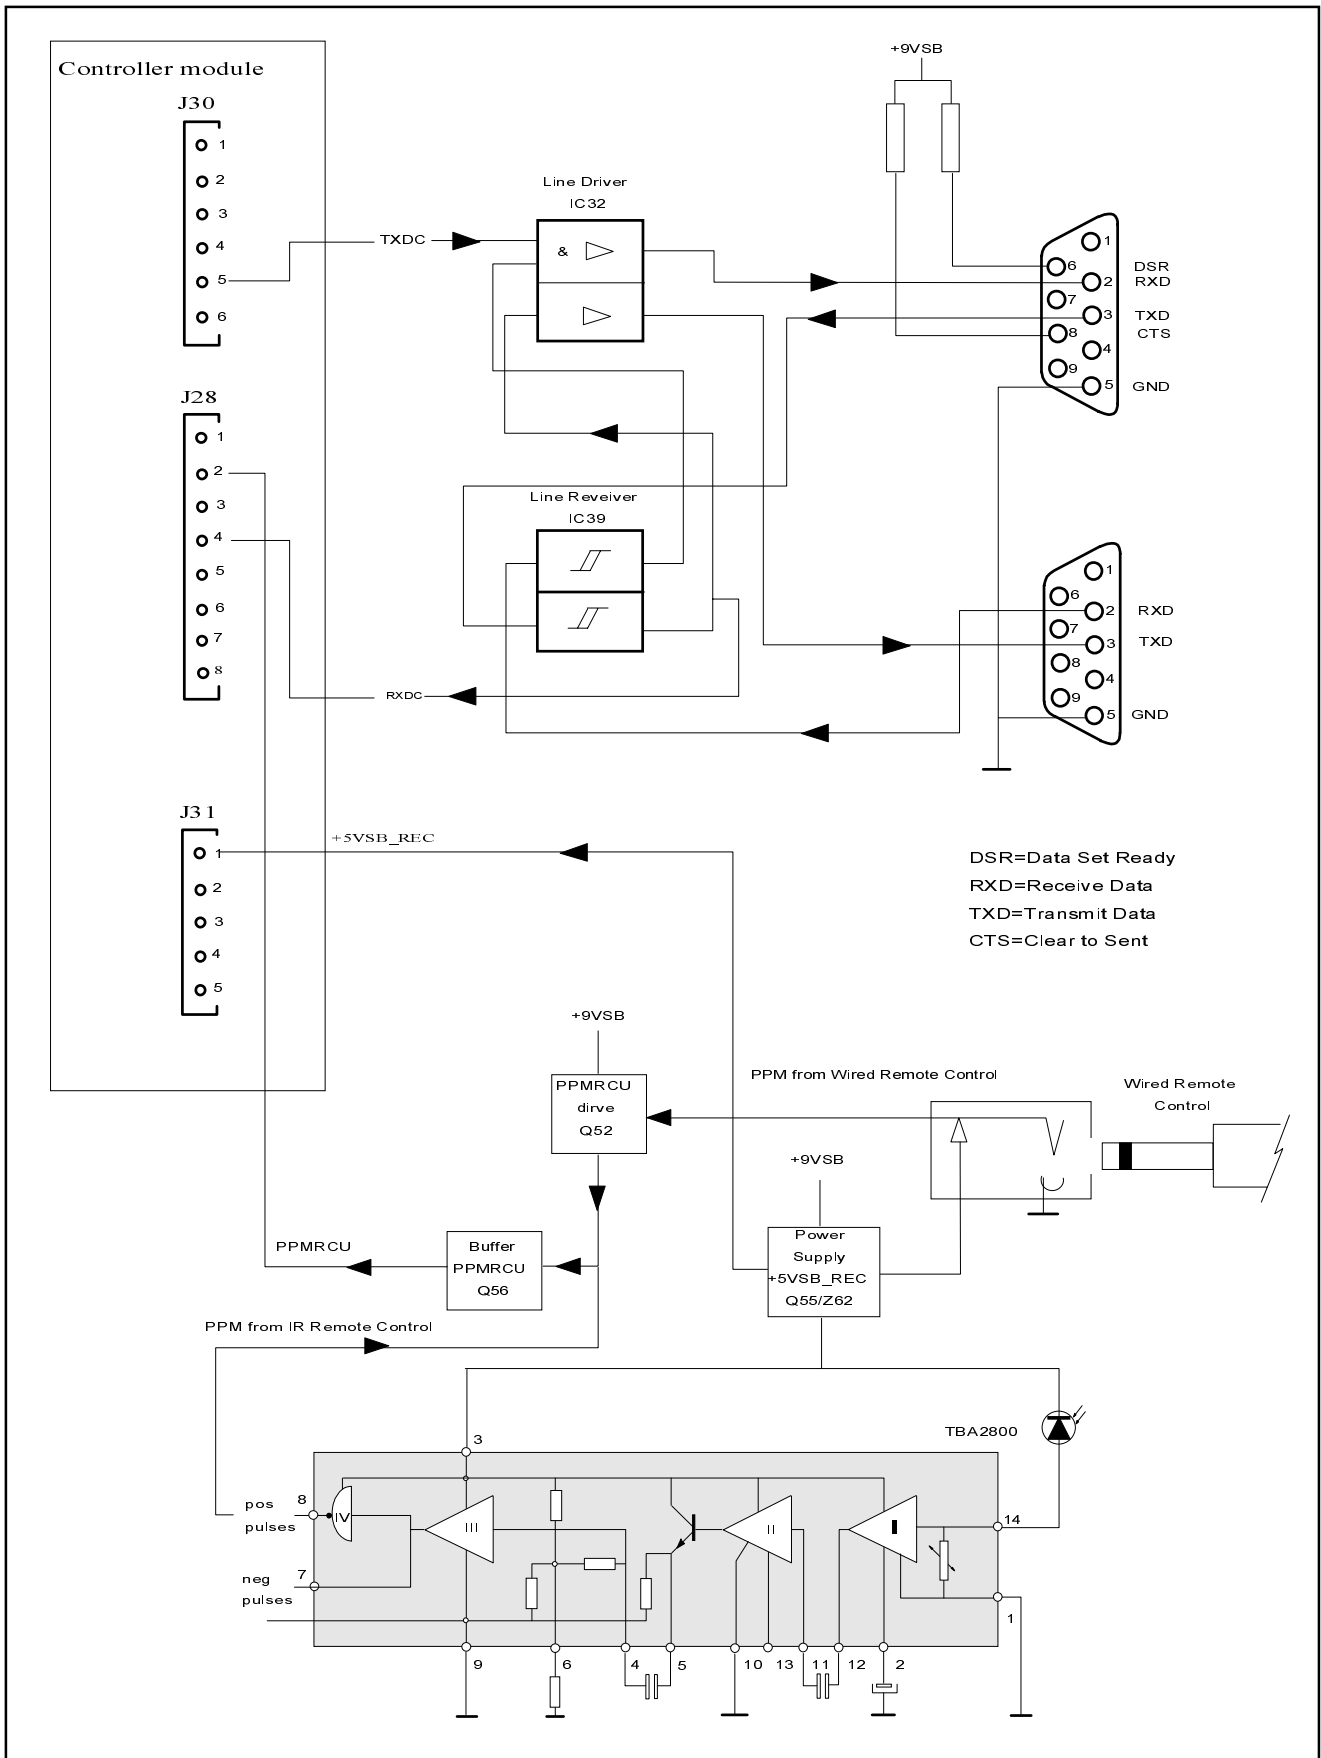 Controller module
J30
1
2
3
4
5
6
J28
1
2
3
4
5
6
7
8
J31
1
2
3
4
5
TXDC
Line Driver
IC32
&
+9VSB
1
6
2
7
3
8
4
9
5
DSR
RXD
TXD
CTS
GND
Line Reveiver
IC39
RXDC
1
6
2
7
3
8
4
9
5
RXD
TXD
GND
+5VSB_REC
DSR=Data Set Ready
RXD=Receive Data
TXD=Transmit Data
CTS=Clear to Sent
+9VSB
PPMRCU
dirve
Q52
PPM from Wired Remote Control
Wired Remote
Control
+9VSB
Power
Supply
+5VSB_REC
Q55/Z62
PPMRCU
Buffer
PPMRCU
Q56
PPM from IR Remote Control
TBA2800
3
8
pos
pulses
IV
III
II
I
14
7
neg
pulses
1
9
6
4
5
10
13
11
12
2